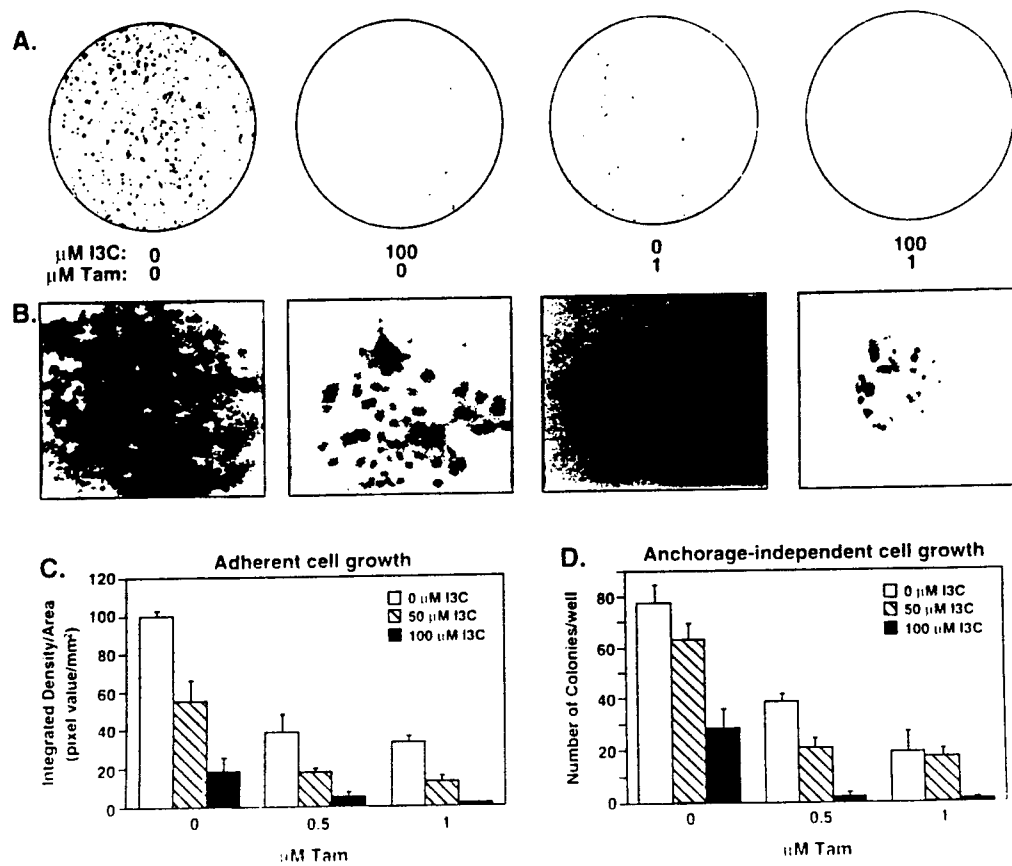 A.
μM I3C: 0 100 0 100
μM Tam: 0 0 1 1
B.
C. Adherent cell growth
Integrated Density/Area
(pixel value/mm²)
120
100
80
60
40
20
0
0 μM I3C
50 μM I3C
100 μM I3C
0 0.5 1
μM Tam
D. Anchorage-independent cell growth
Number of Colonies/well
80
60
40
20
0
0 μM I3C
50 μM I3C
100 μM I3C
0 0.5 1
μM Tam